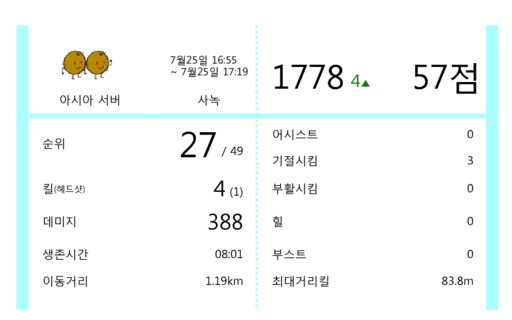 7월25일 16:55
~ 7월25일 17:19
아시아 서버
사녹
1778 4▲
57점
순위 27 / 49
킬(헤드샷) 4 (1)
데미지 388
생존시간 08:01
이동거리 1.19km
어시스트 0
기절시킴 3
부활시킴 0
힐 0
부스트 0
최대거리킬 83.8m